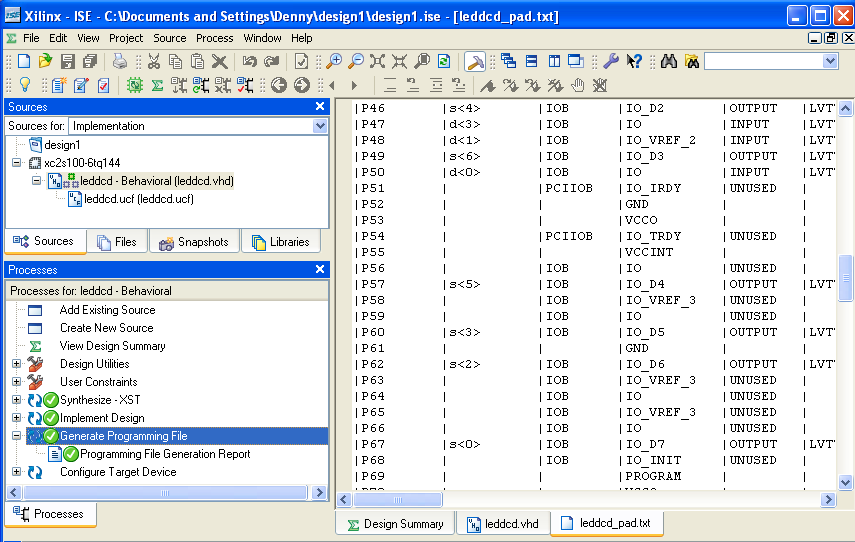 Xilinx - ISE - C:\Documents and Settings\Denny\design1\design1.ise - [leddcd_pad.txt]
File Edit View Project Source Process Window Help
Sources
Sources for: Implementation
design1
xc2s100-6tq144
leddcd - Behavioral (leddcd.vhd)
leddcd.ucf (leddcd.ucf)
Sources Files Snapshots Libraries
Processes
Processes for: leddcd - Behavioral
Add Existing Source
Create New Source
View Design Summary
Design Utilities
User Constraints
Synthesize - XST
Implement Design
Generate Programming File
Programming File Generation Report
Configure Target Device
Processes
|P46 |s<4> |IOB |IO_D2 |OUTPUT |LVT
|P47 |d<3> |IOB |IO |INPUT |LVT
|P48 |d<1> |IOB |IO_VREF_2 |INPUT |LVT
|P49 |s<6> |IOB |IO_D3 |OUTPUT |LVT
|P50 |d<0> |IOB |IO |INPUT |LVT
|P51 | |PCIIOB |IO_IRDY |UNUSED |
|P52 | | |GND | |
|P53 | | |VCCO | |
|P54 | |PCIIOB |IO_TRDY |UNUSED |
|P55 | | |VCCINT | |
|P56 | |IOB |IO |UNUSED |
|P57 |s<5> |IOB |IO_D4 |OUTPUT |LVT
|P58 | |IOB |IO_VREF_3 |UNUSED |
|P59 | |IOB |IO |UNUSED |
|P60 |s<3> |IOB |IO_D5 |OUTPUT |LVT
|P61 | | |GND | |
|P62 |s<2> |IOB |IO_D6 |OUTPUT |LVT
|P63 | |IOB |IO_VREF_3 |UNUSED |
|P64 | |IOB |IO |UNUSED |
|P65 | |IOB |IO_VREF_3 |UNUSED |
|P66 | |IOB |IO |UNUSED |
|P67 |s<0> |IOB |IO_D7 |OUTPUT |LVT
|P68 | |IOB |IO_INIT |UNUSED |
|P69 | | |PROGRAM | |
Design Summary leddcd.vhd leddcd_pad.txt